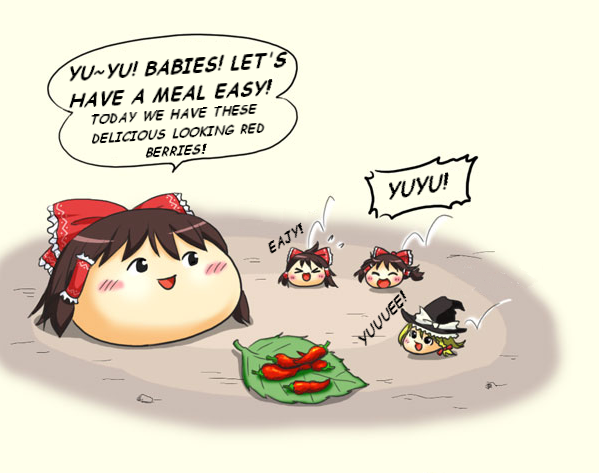 YU~YU! BABIES! LET'S
HAVE A MEAL EASY!
TODAY WE HAVE THESE
DELICIOUS LOOKING RED
BERRIES!
EAJY!
YUYU!
YUUUEE!